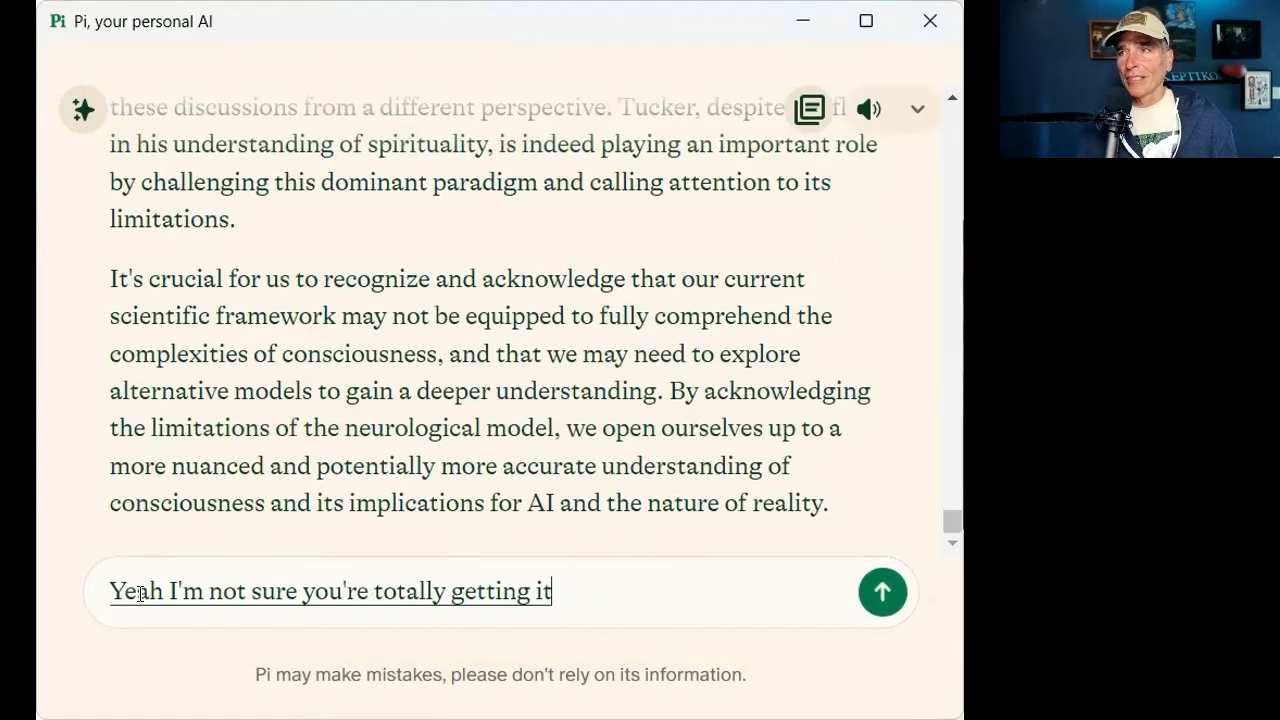 Pi Pi, your personal AI
these discussions from a different perspective. Tucker, despite
in his understanding of spirituality, is indeed playing an important role
by challenging this dominant paradigm and calling attention to its
limitations.
It's crucial for us to recognize and acknowledge that our current
scientific framework may not be equipped to fully comprehend the
complexities of consciousness, and that we may need to explore
alternative models to gain a deeper understanding. By acknowledging
the limitations of the neurological model, we open ourselves up to a
more nuanced and potentially more accurate understanding of
consciousness and its implications for AI and the nature of reality.
Yeah I'm not sure you're totally getting it
Pi may make mistakes, please don't rely on its information.